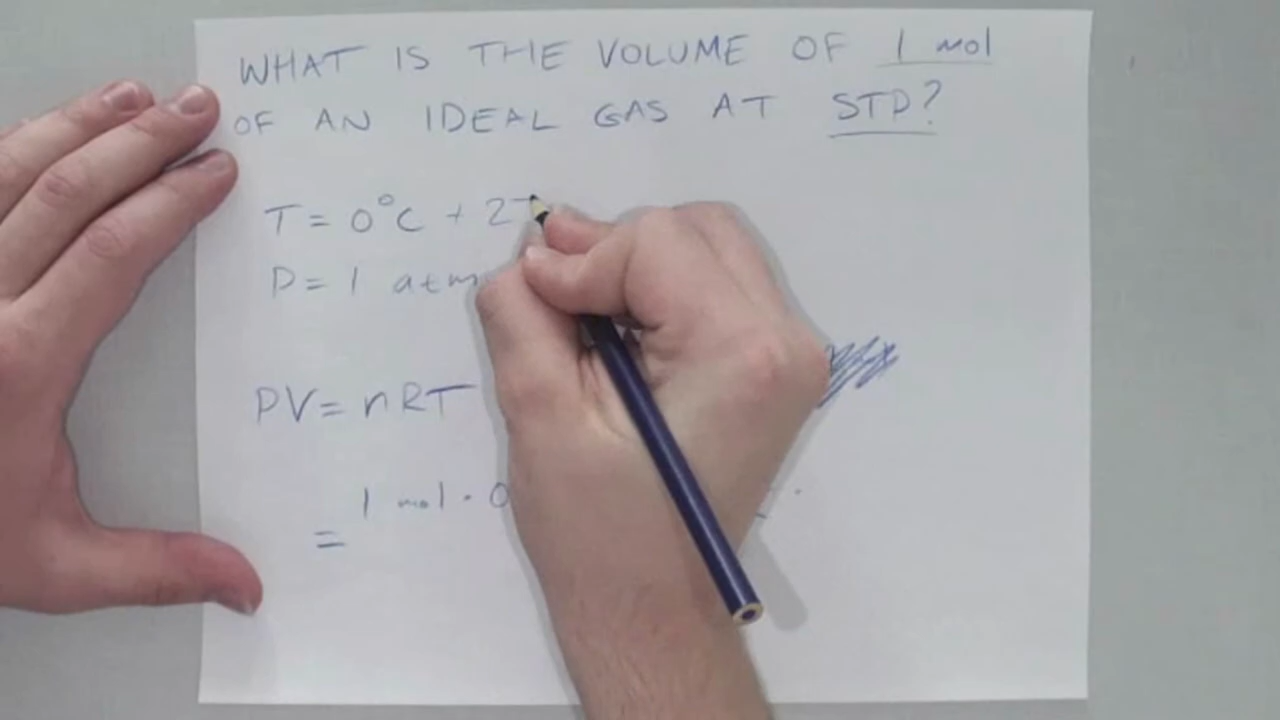 WHAT IS THE VOLUME OF 1 mol
OF AN IDEAL GAS AT STP?
T = 0°C + 2
P = 1 atm
PV = nRT
1 mol · 0
=